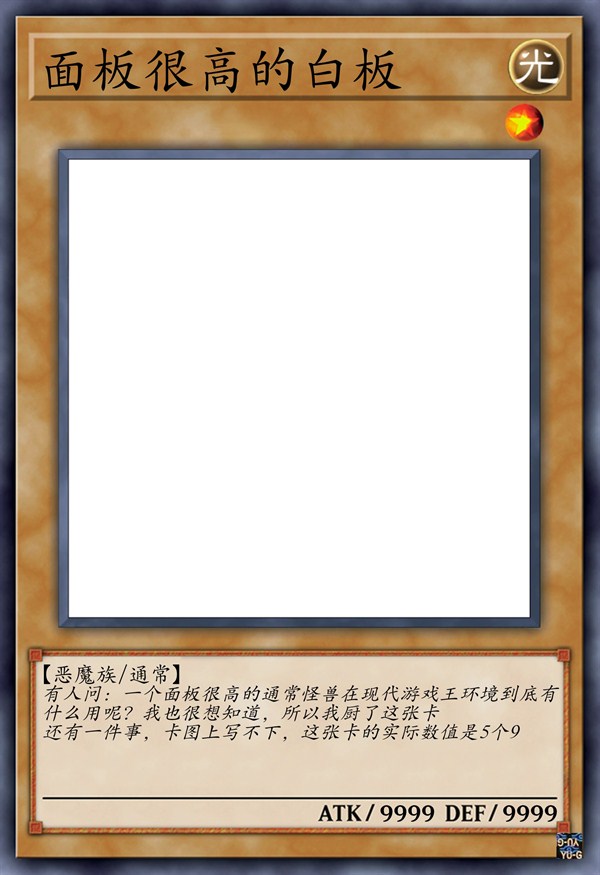 面板很高的白板
光
【恶魔族/通常】
有人问：一个面板很高的通常怪兽在现代游戏王环境到底有
什么用呢？我也很想知道，所以我厨了这张卡
还有一件事，卡图上写不下，这张卡的实际数值是5个9
ATK/9999 DEF/9999
YU-G